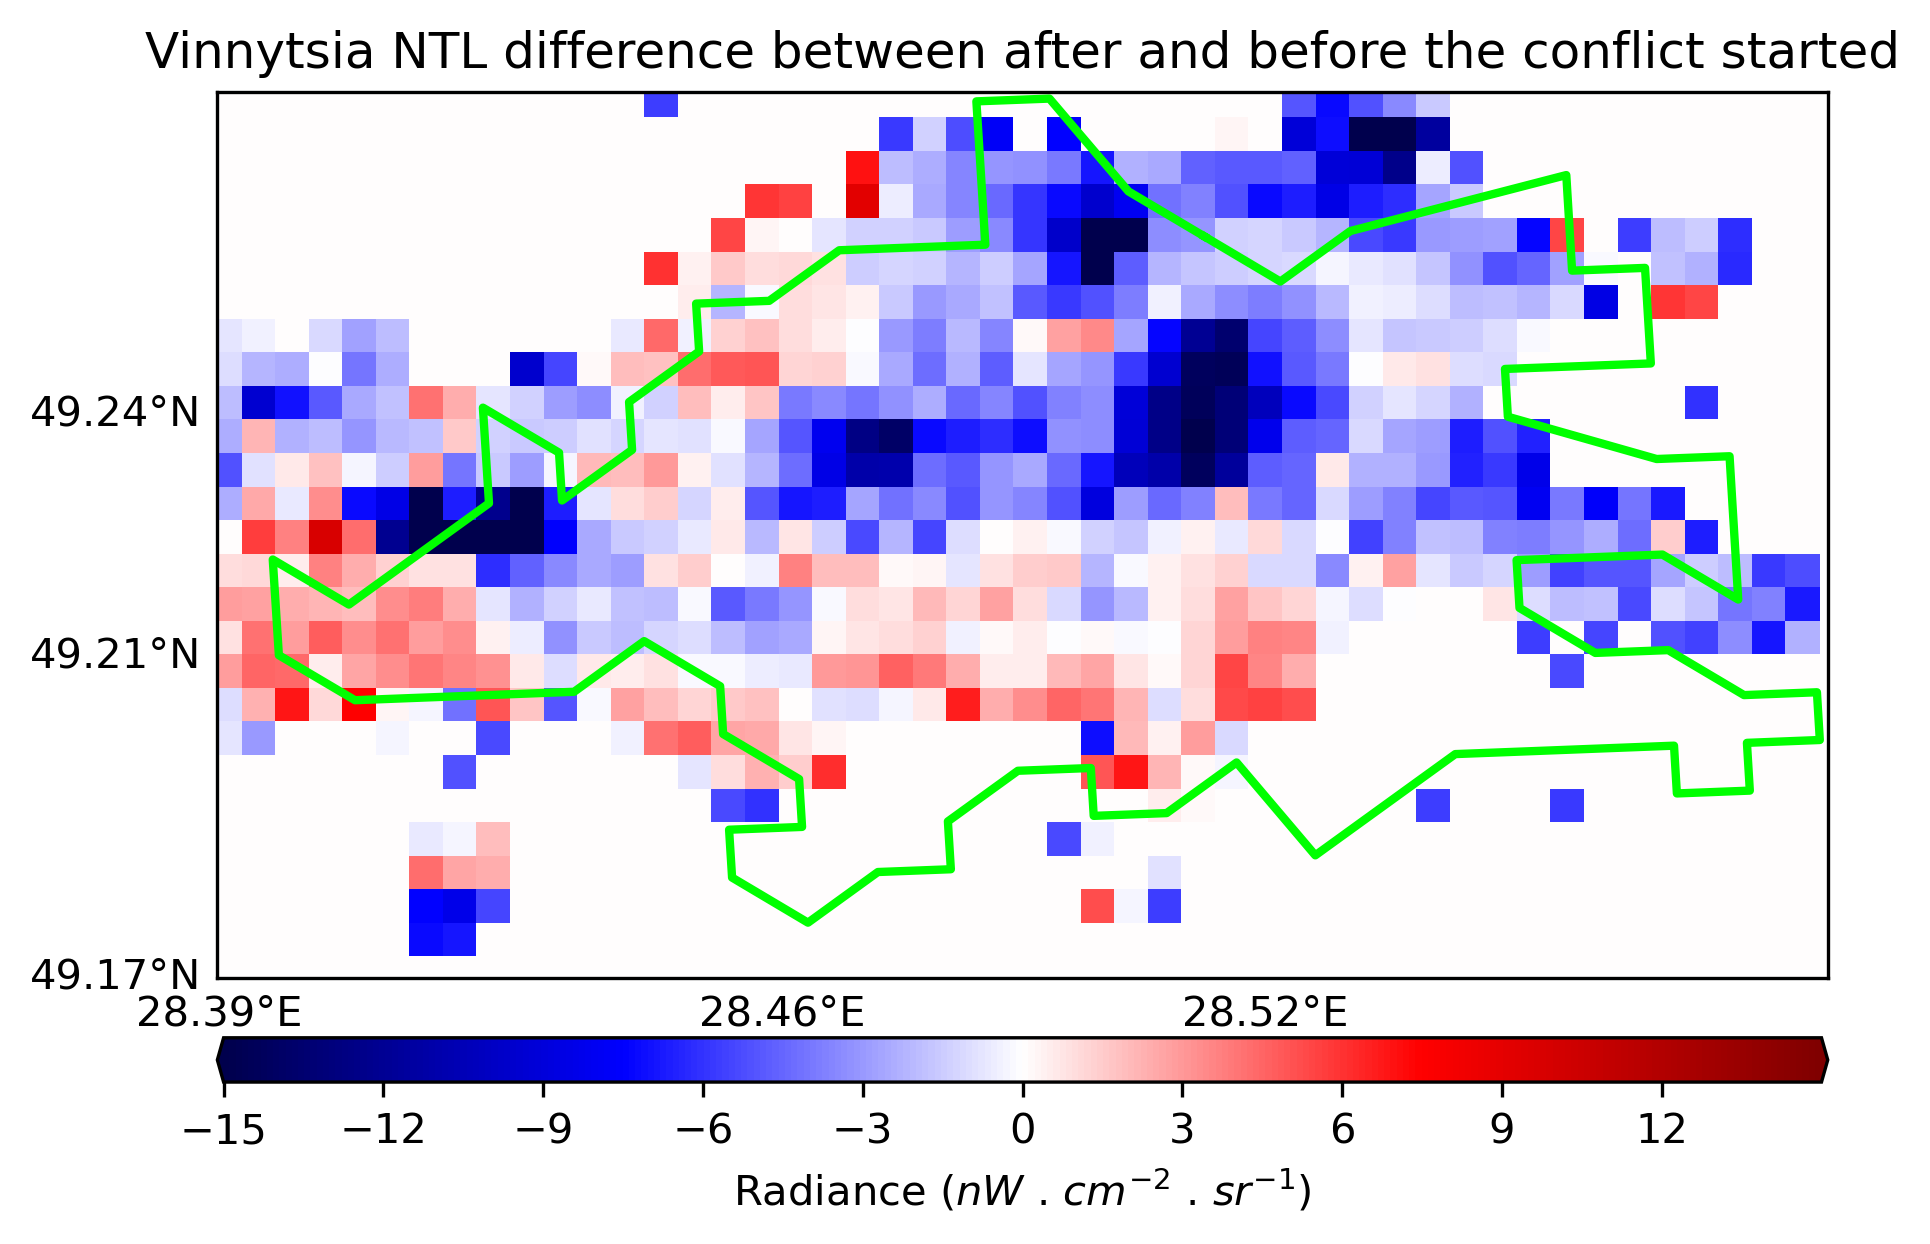 Vinnytsia NTL difference between after and before the conflict started
49.24°N
49.21°N
49.17°N
28.39°E 28.46°E 28.52°E
−15 −12 −9 −6 −3 0 3 6 9 12
Radiance (nW . cm⁻² . sr⁻¹)